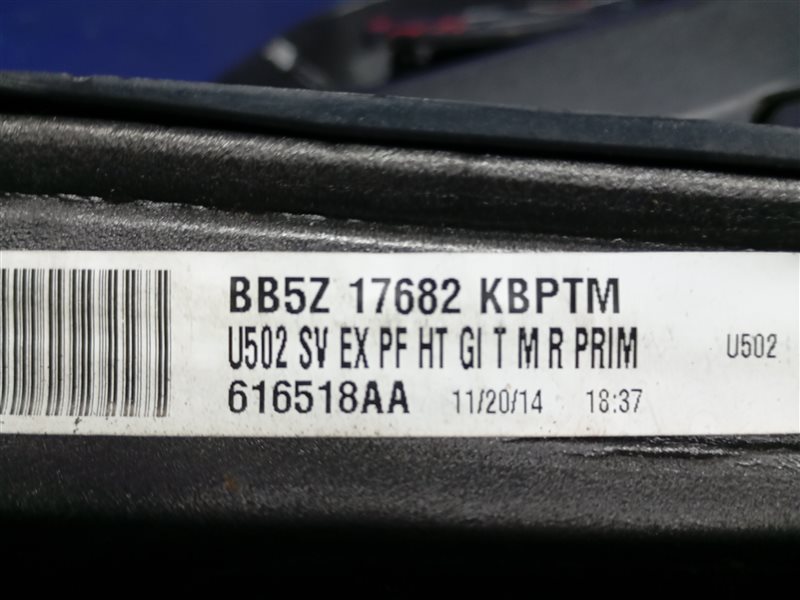 BB5Z 17682 KBPTM
U502 SV EX PF HT GI T M R PRIM U502
616518AA 11/20/14 18:37